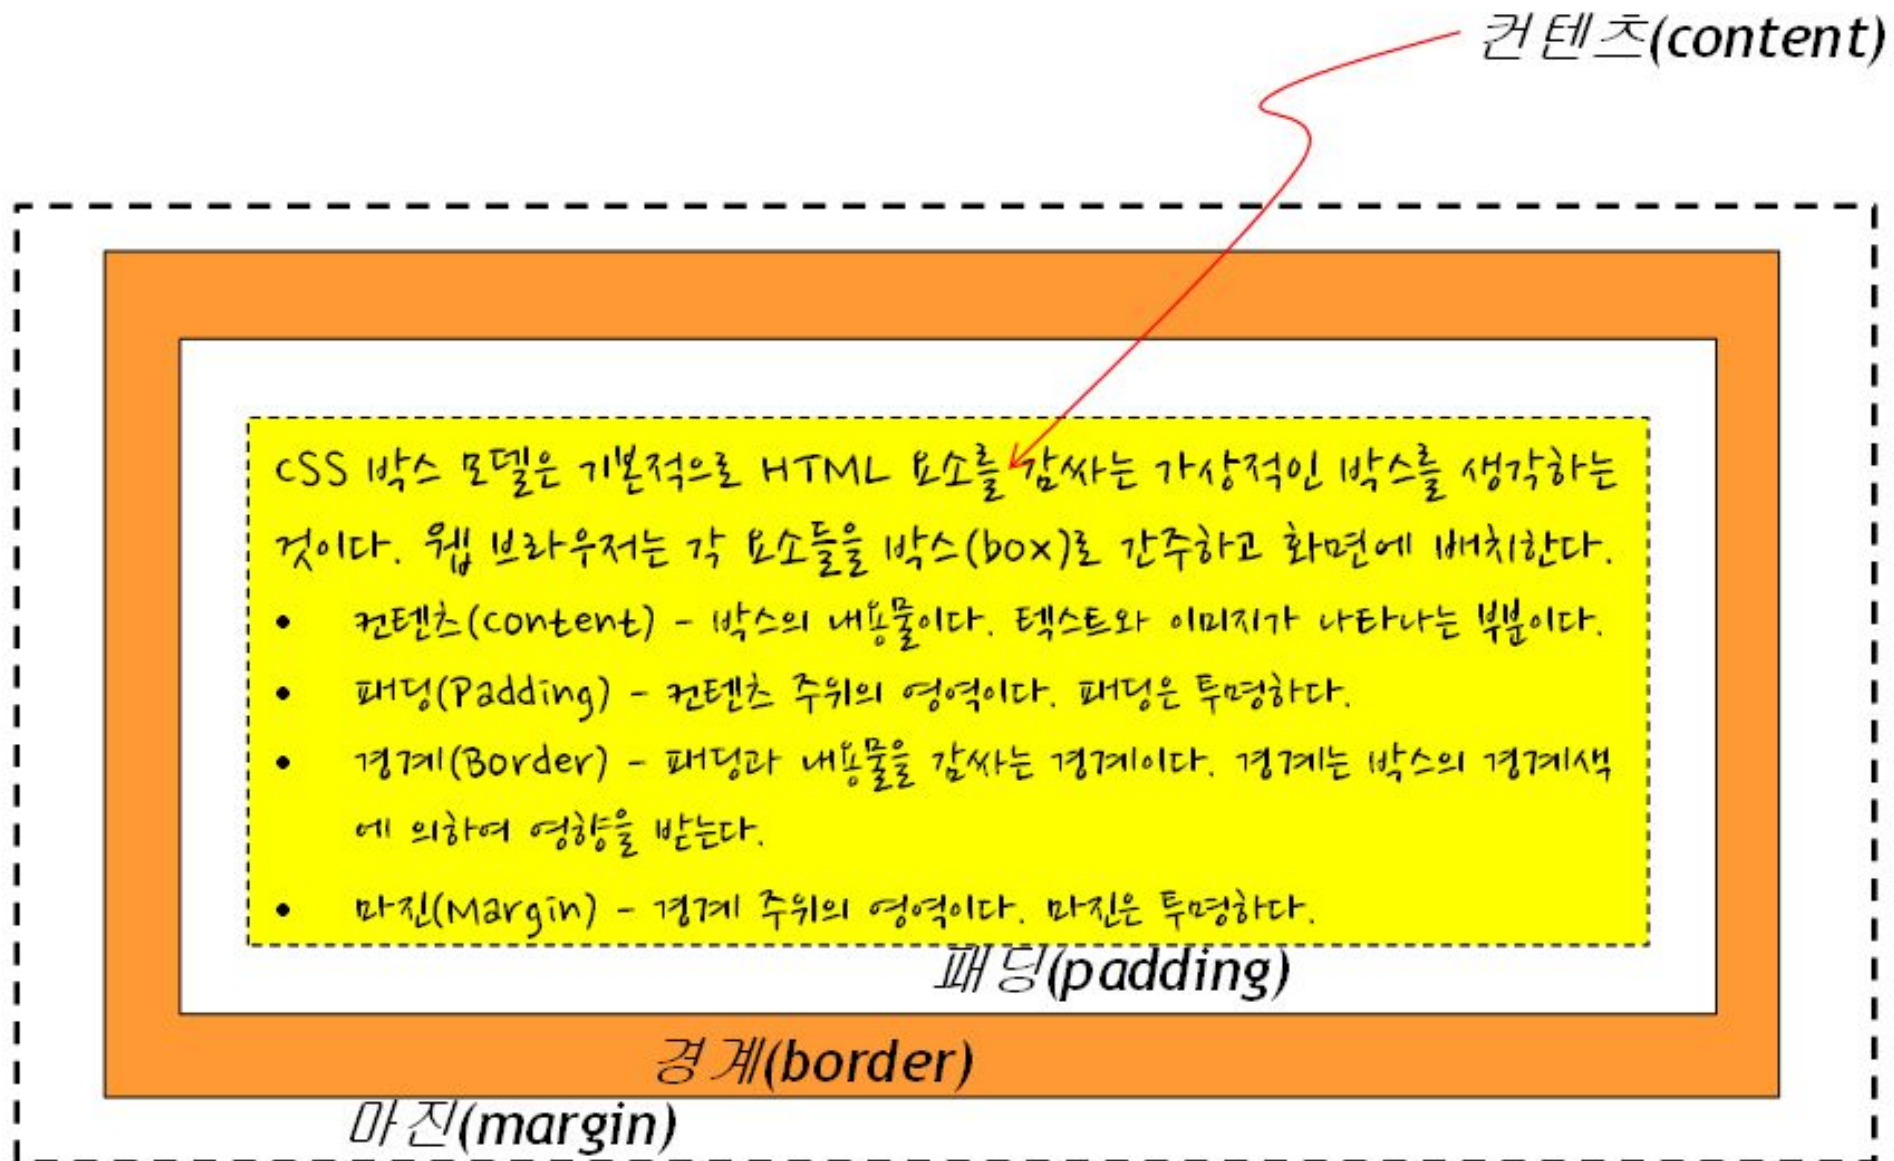 컨텐츠(content)
CSS 박스 모델은 기본적으로 HTML 요소를 감싸는 가상적인 박스를 생각하는
것이다. 웹 브라우저는 각 요소들을 박스(box)로 간주하고 화면에 배치한다.
• 컨텐츠(content) - 박스의 내용물이다. 텍스트와 이미지가 나타나는 부분이다.
• 패딩(Padding) - 컨텐츠 주위의 영역이다. 패딩은 투명하다.
• 경계(Border) - 패딩과 내용물을 감싸는 경계이다. 경계는 박스의 경계색
에 의하여 영향을 받는다.
• 마진(Margin) - 경계 주위의 영역이다. 마진은 투명하다.
패딩(padding)
경계(border)
마진(margin)